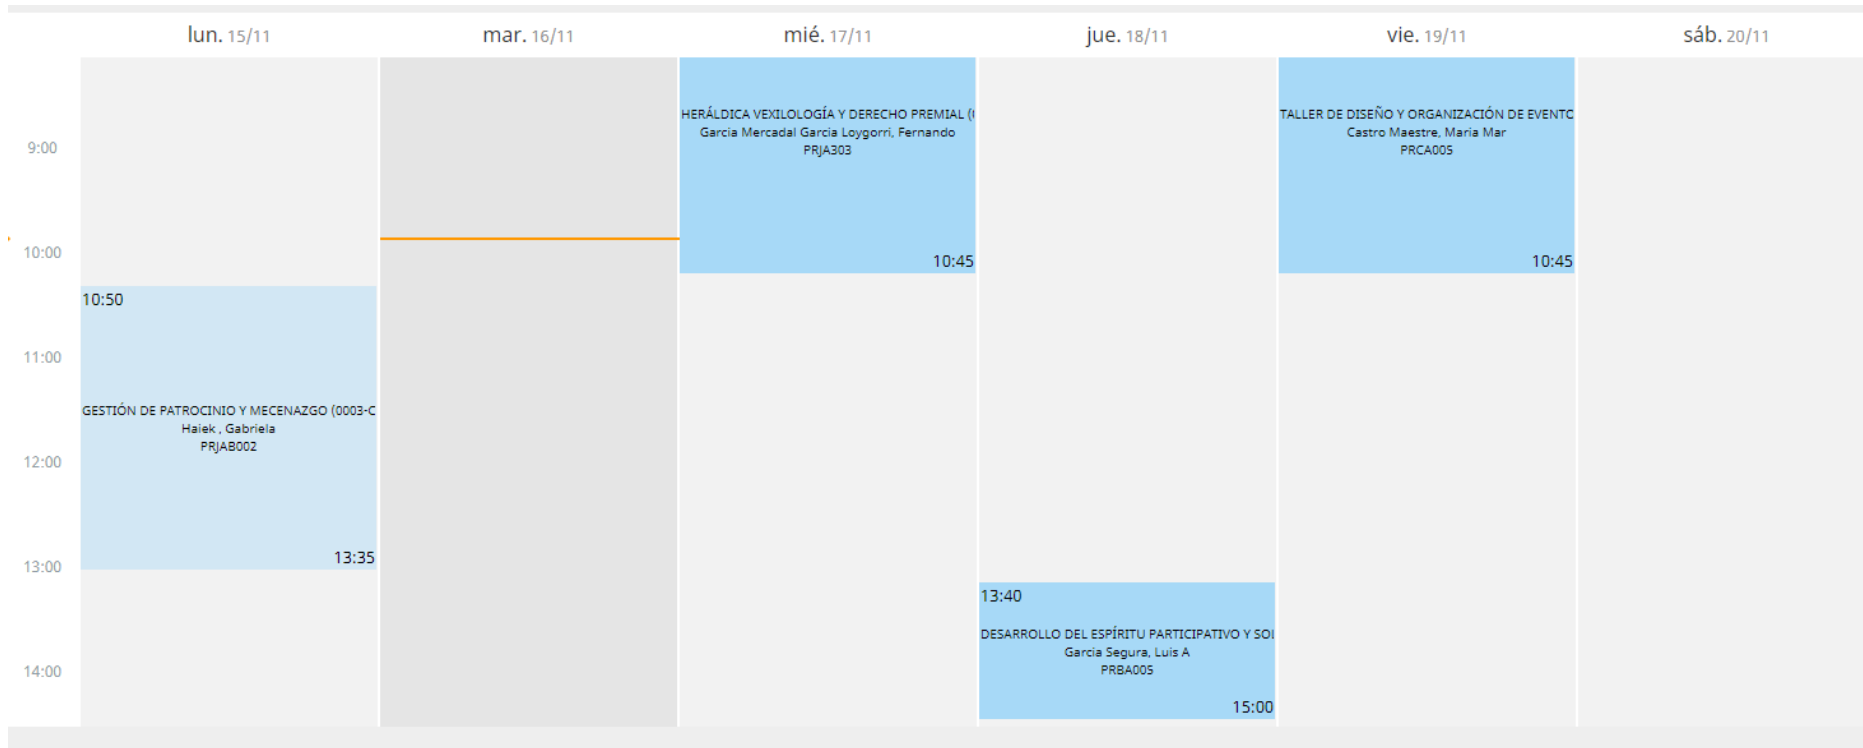 lun. 15/11
mar. 16/11
mié. 17/11
jue. 18/11
vie. 19/11
sáb. 20/11
9:00
10:00
11:00
12:00
13:00
14:00
10:50
GESTIÓN DE PATROCINIO Y MECENAZGO (0003-C
Haiek , Gabriela
PRJAB002
13:35
HERÁLDICA VEXILOLOGÍA Y DERECHO PREMIAL (
Garcia Mercadal Garcia Loygorri, Fernando
PRJA303
10:45
13:40
DESARROLLO DEL ESPÍRITU PARTICIPATIVO Y SOL
Garcia Segura, Luis A
PRBA005
15:00
TALLER DE DISEÑO Y ORGANIZACIÓN DE EVENTO
Castro Maestre, Maria Mar
PRCA005
10:45